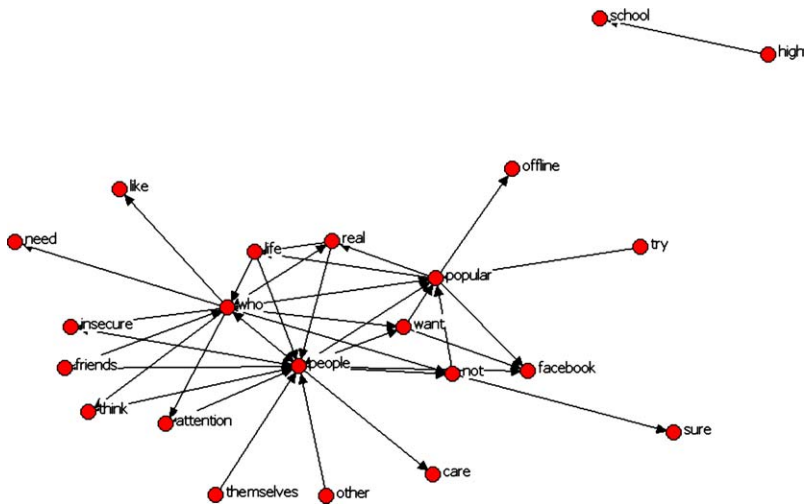 school
high
offline
like
need
life
real
try
popular
who
insecure
want
friends
people
not
facebook
think
attention
sure
care
themselves
other